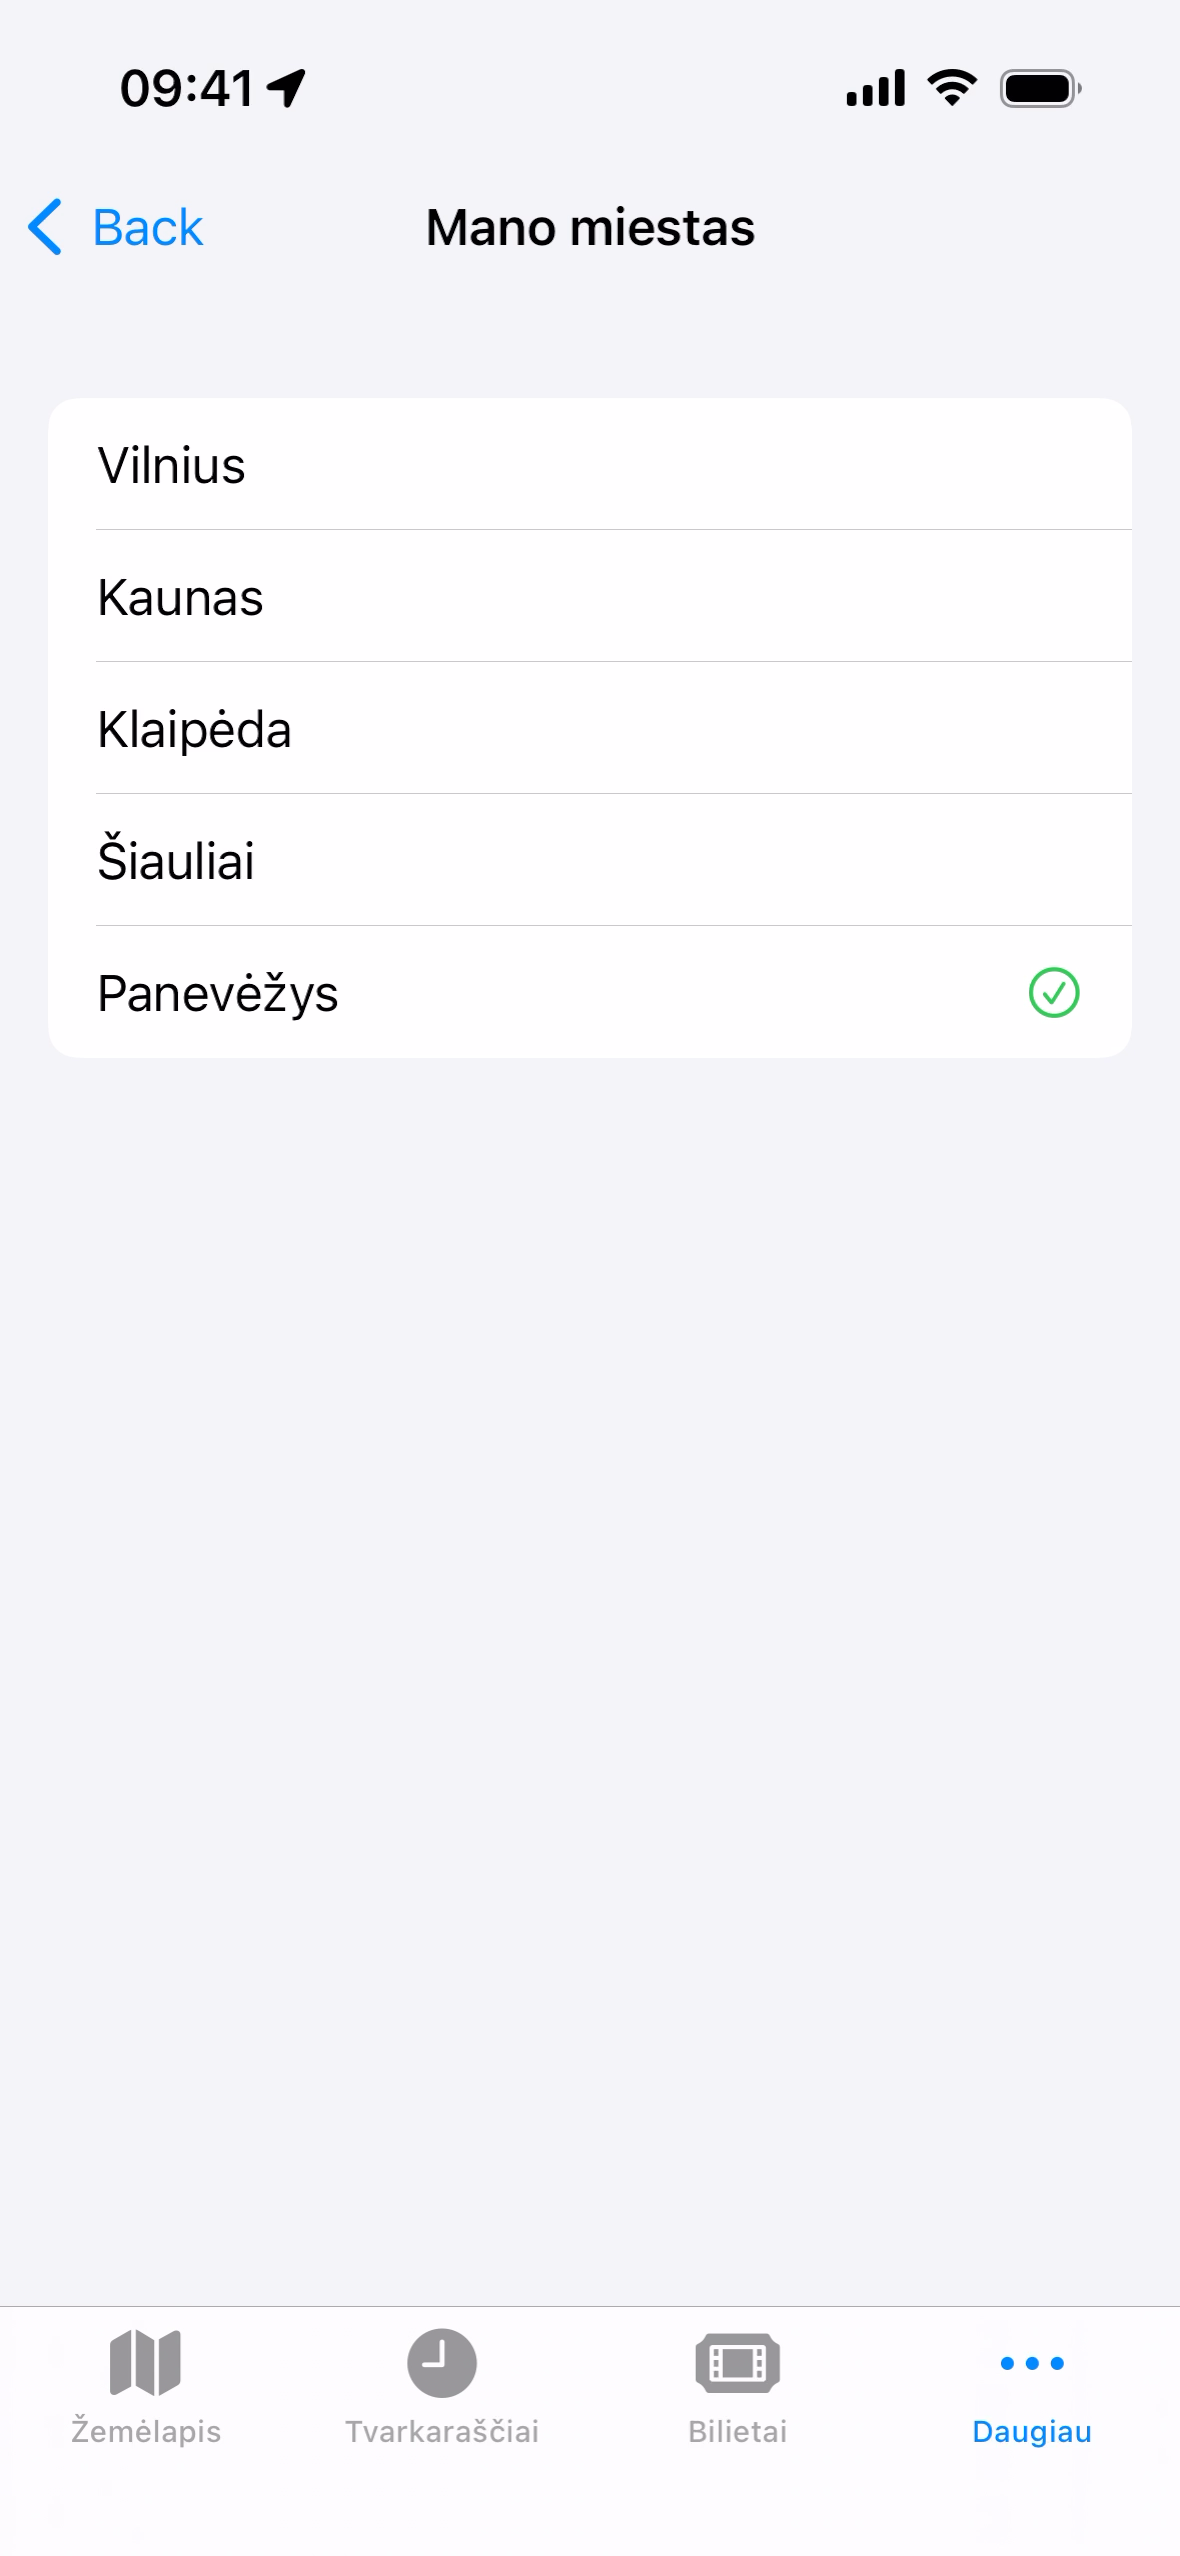 09:41
Back
Mano miestas
Vilnius
Kaunas
Klaipėda
Šiauliai
Panevėžys
Žemėlapis
Tvarkaraščiai
Bilietai
Daugiau